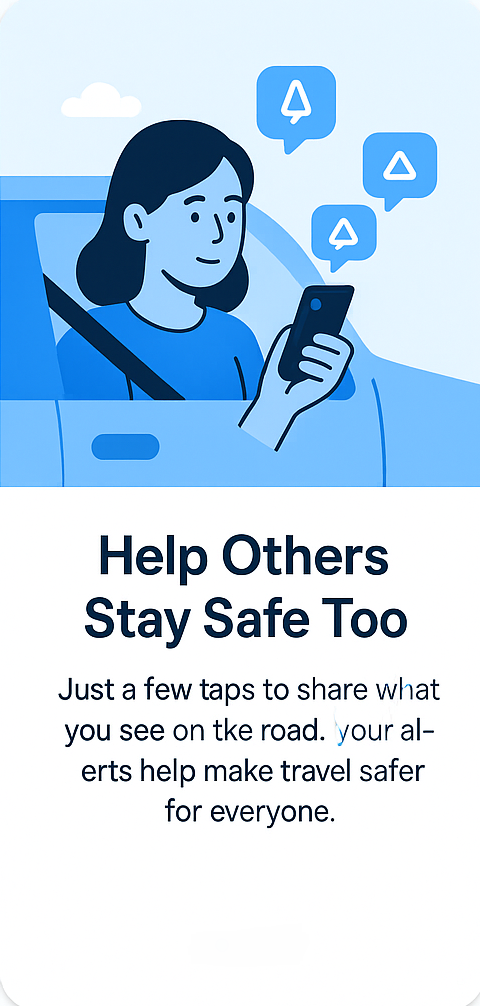 Help Others
Stay Safe Too
Just a few taps to share what
you see on tke road. your al–
erts help make travel safer
for everyone.